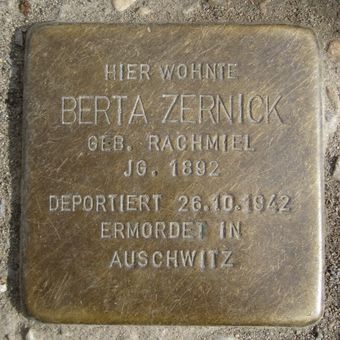 HIER WOHNTE
BERTA ZERNICK
GEB. RACHMIEL
JG. 1892
DEPORTIERT 26.10.1942
ERMORDET IN
AUSCHWITZ